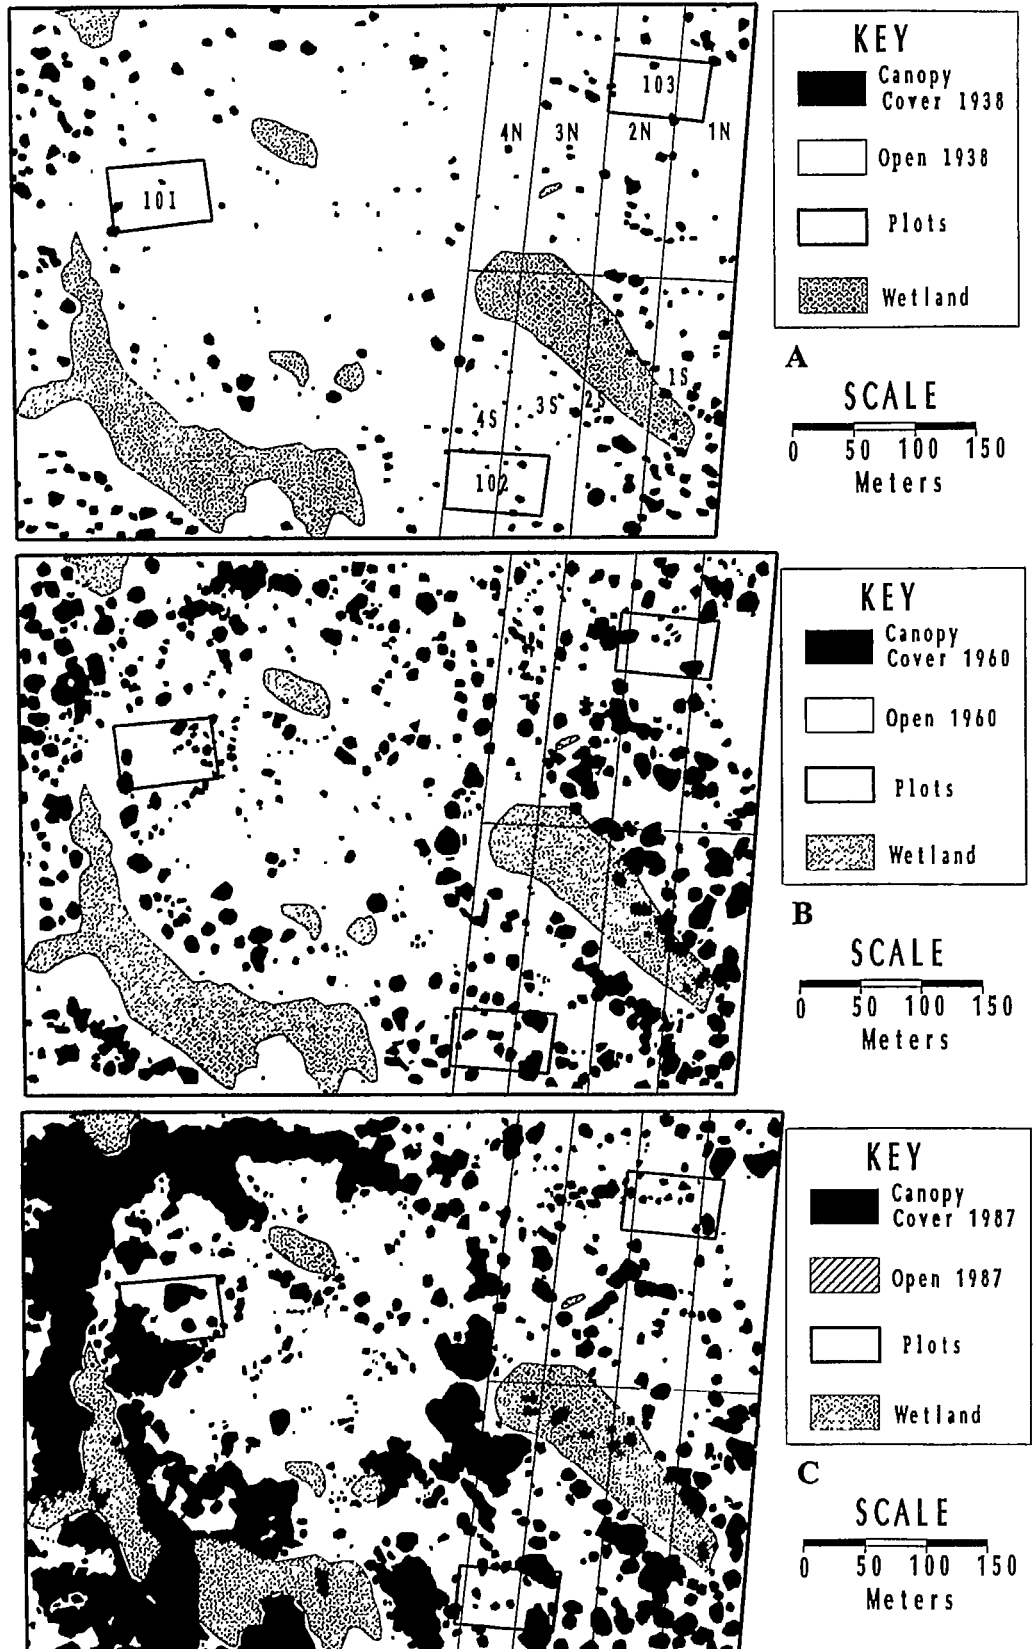 103
4N 3N 2N 1N
101
1S
2S
3S
4S
102
KEY
Canopy
Cover 1938
Open 1938
Plots
Wetland
A
SCALE
0 50 100 150
Meters
KEY
Canopy
Cover 1960
Open 1960
Plots
Wetland
B
SCALE
0 50 100 150
Meters
KEY
Canopy
Cover 1987
Open 1987
Plots
Wetland
C
SCALE
0 50 100 150
Meters